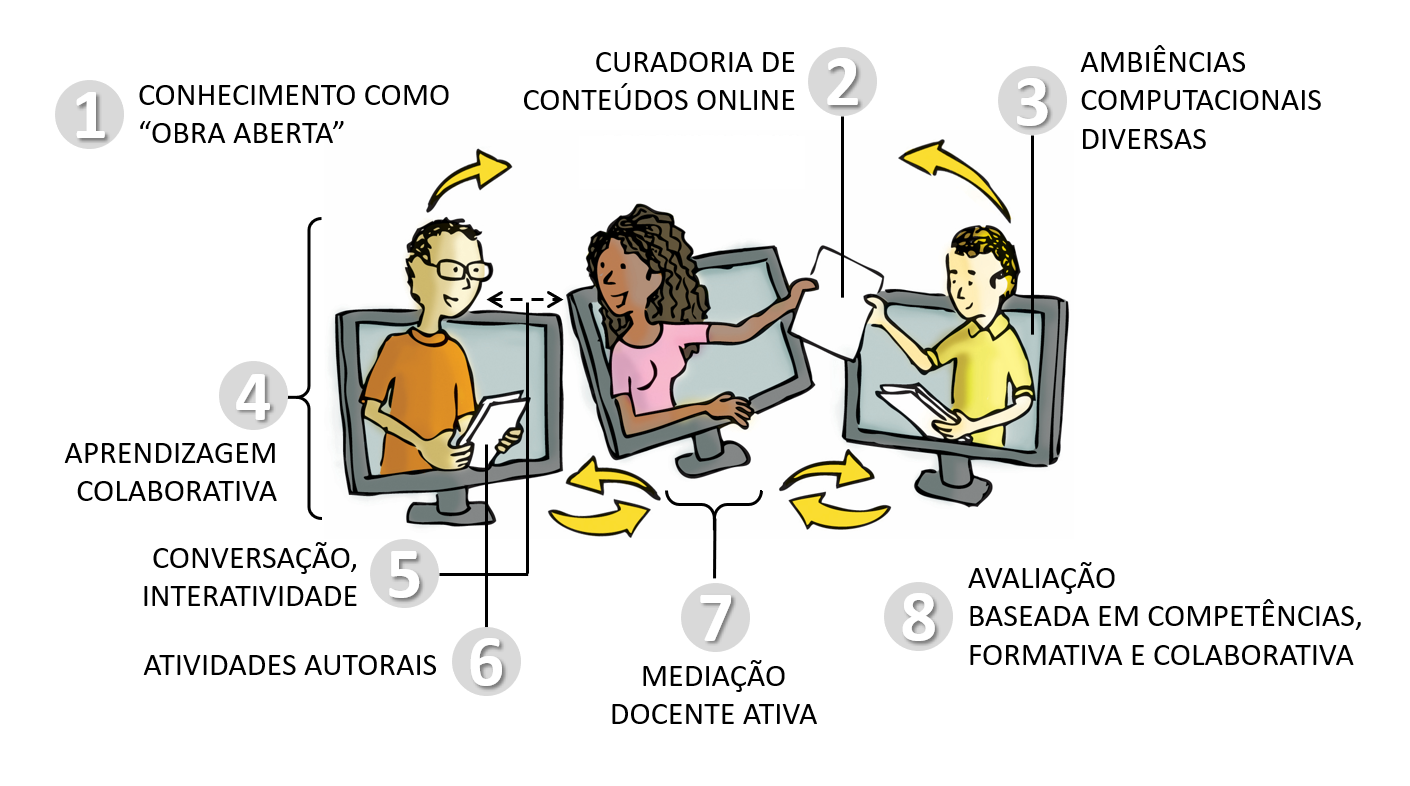 1
CONHECIMENTO COMO
“OBRA ABERTA”
CURADORIA DE
CONTEÚDOS ONLINE
2
3
AMBIÊNCIAS
COMPUTACIONAIS
DIVERSAS
4
APRENDIZAGEM
COLABORATIVA
CONVERSAÇÃO,
INTERATIVIDADE
5
ATIVIDADES AUTORAIS
6
7
MEDIAÇÃO
DOCENTE ATIVA
8
AVALIAÇÃO
BASEADA EM COMPETÊNCIAS,
FORMATIVA E COLABORATIVA